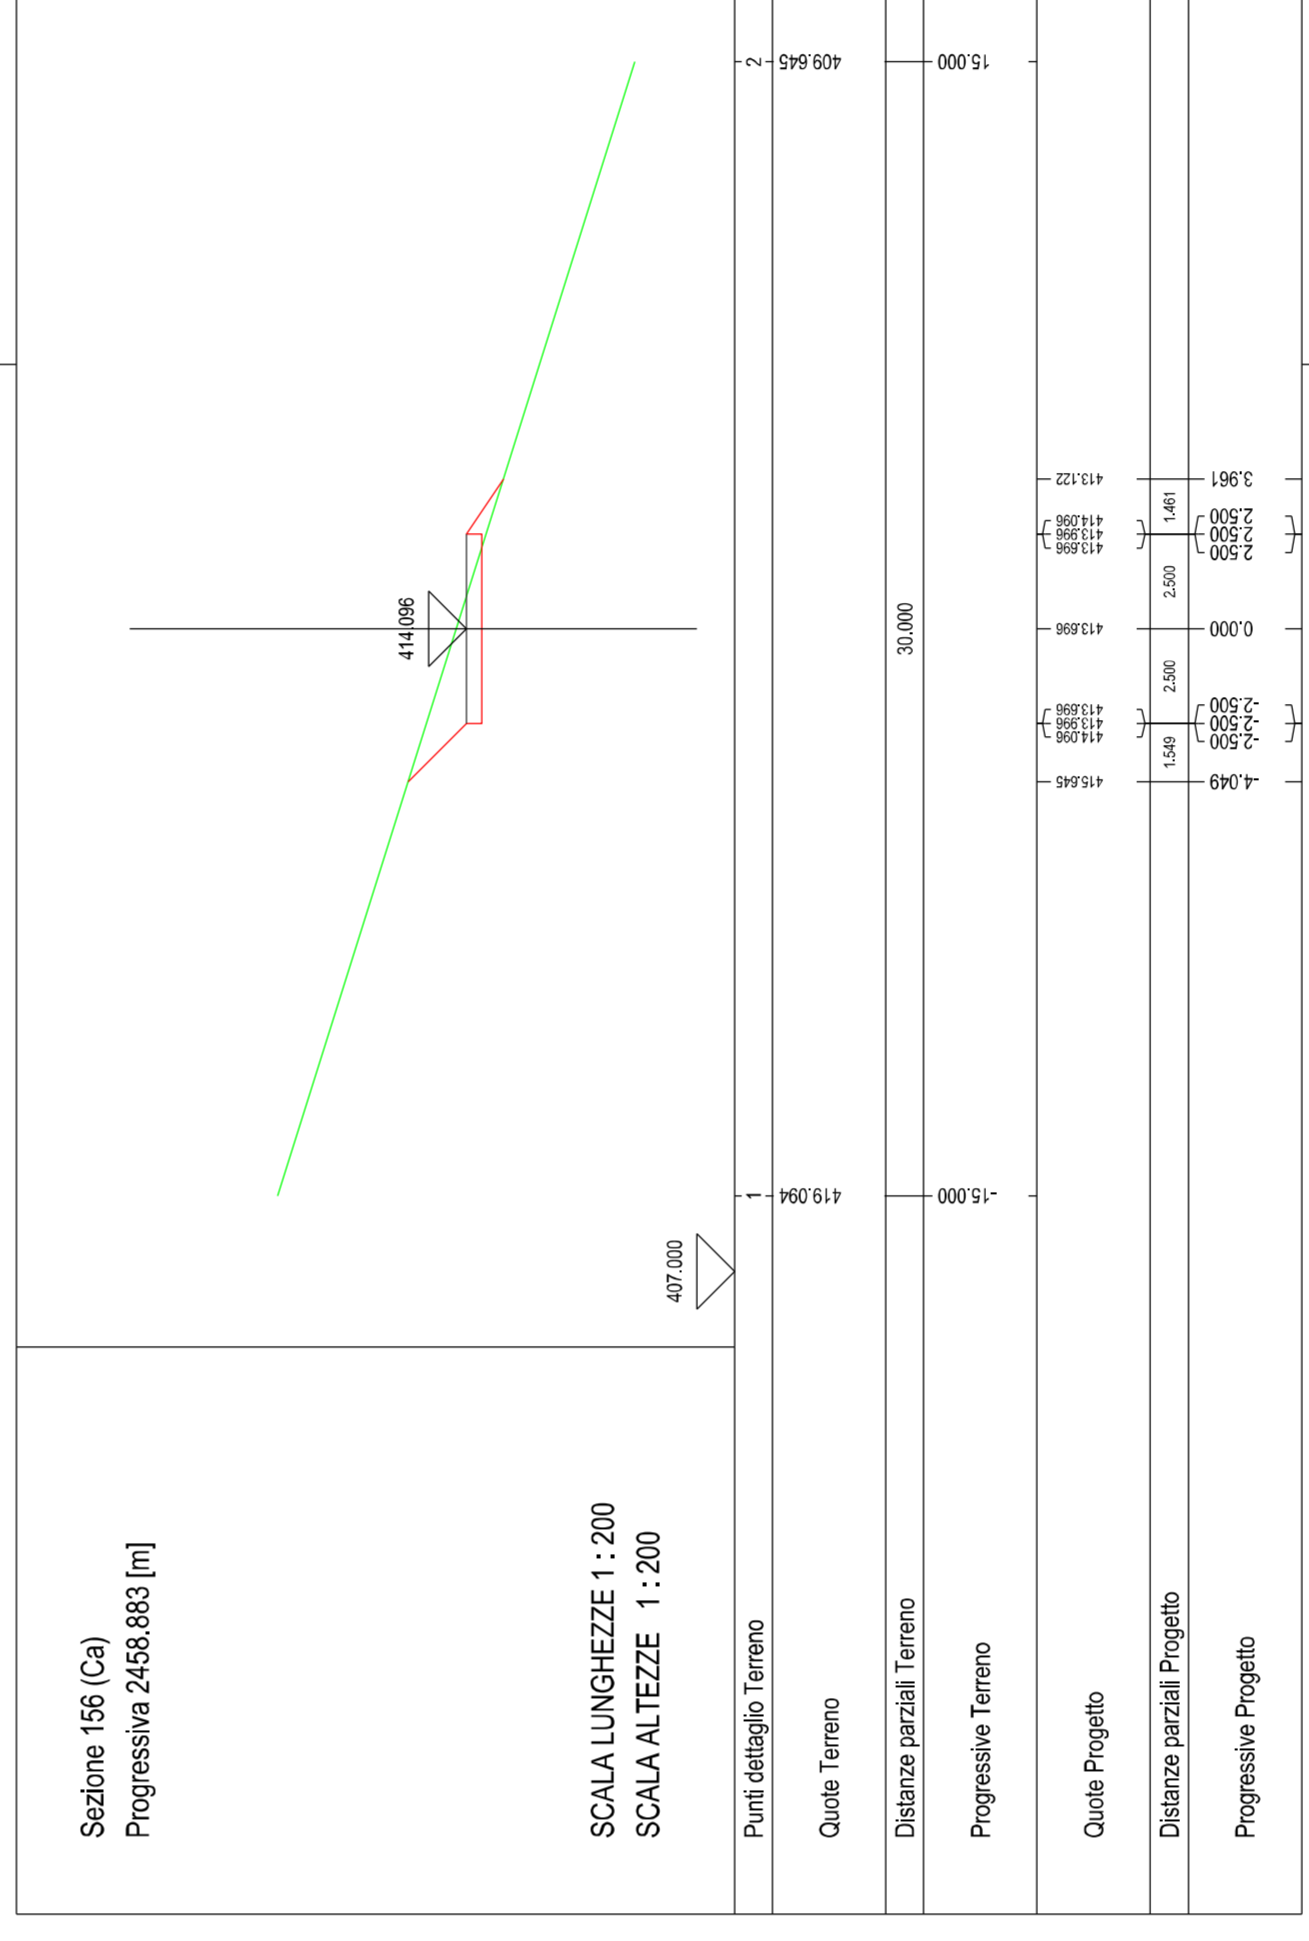 Sezione 156 (Ca)
Progressiva 2458.883 [m]
414.096
SCALA LUNGHEZZE 1 : 200
SCALA ALTEZZE 1 : 200
407.000
Punti dettaglio Terreno
1
2
Quote Terreno
419.094
409.645
Distanze parziali Terreno
30.000
Progressive Terreno
-15.000
15.000
Quote Progetto
415.645
414.096
413.996
413.696
413.696
413.696
413.996
414.096
413.122
Distanze parziali Progetto
1.549
2.500
2.500
1.461
Progressive Progetto
-4.049
-2.500
-2.500
-2.500
0.000
2.500
2.500
2.500
3.961